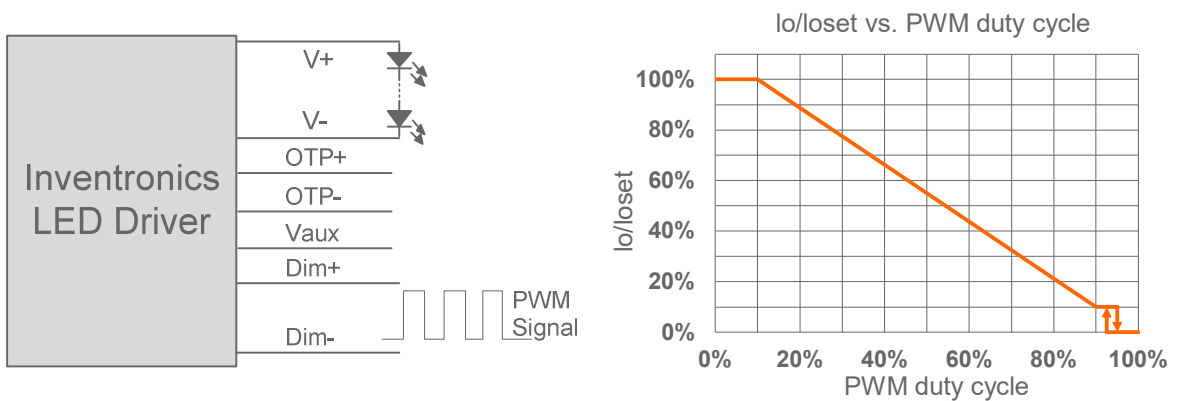 Inventronics
LED Driver
V+
V-
OTP+
OTP-
Vaux
Dim+
Dim-
PWM
Signal
Io/Ioset vs. PWM duty cycle
Io/Ioset
100%
80%
60%
40%
20%
0%
0% 20% 40% 60% 80% 100%
PWM duty cycle